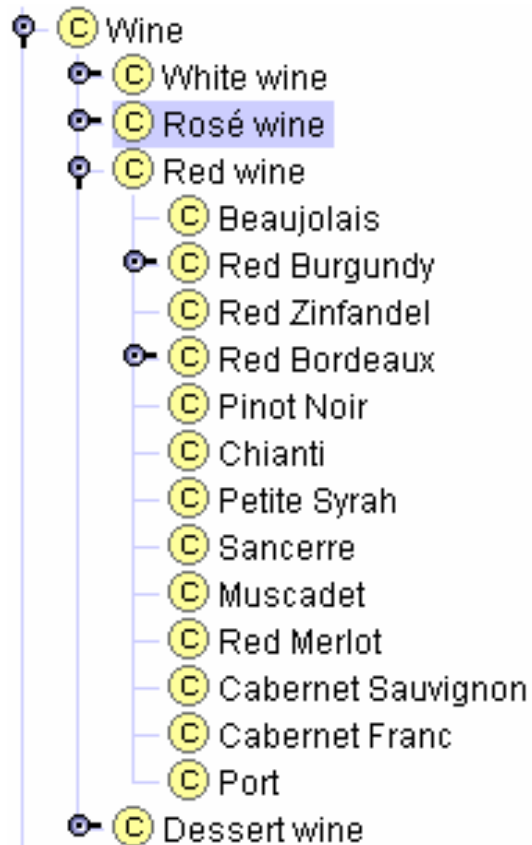 C Wine
C White wine
C Rosé wine
C Red wine
C Beaujolais
C Red Burgundy
C Red Zinfandel
C Red Bordeaux
C Pinot Noir
C Chianti
C Petite Syrah
C Sancerre
C Muscadet
C Red Merlot
C Cabernet Sauvignon
C Cabernet Franc
C Port
C Dessert wine